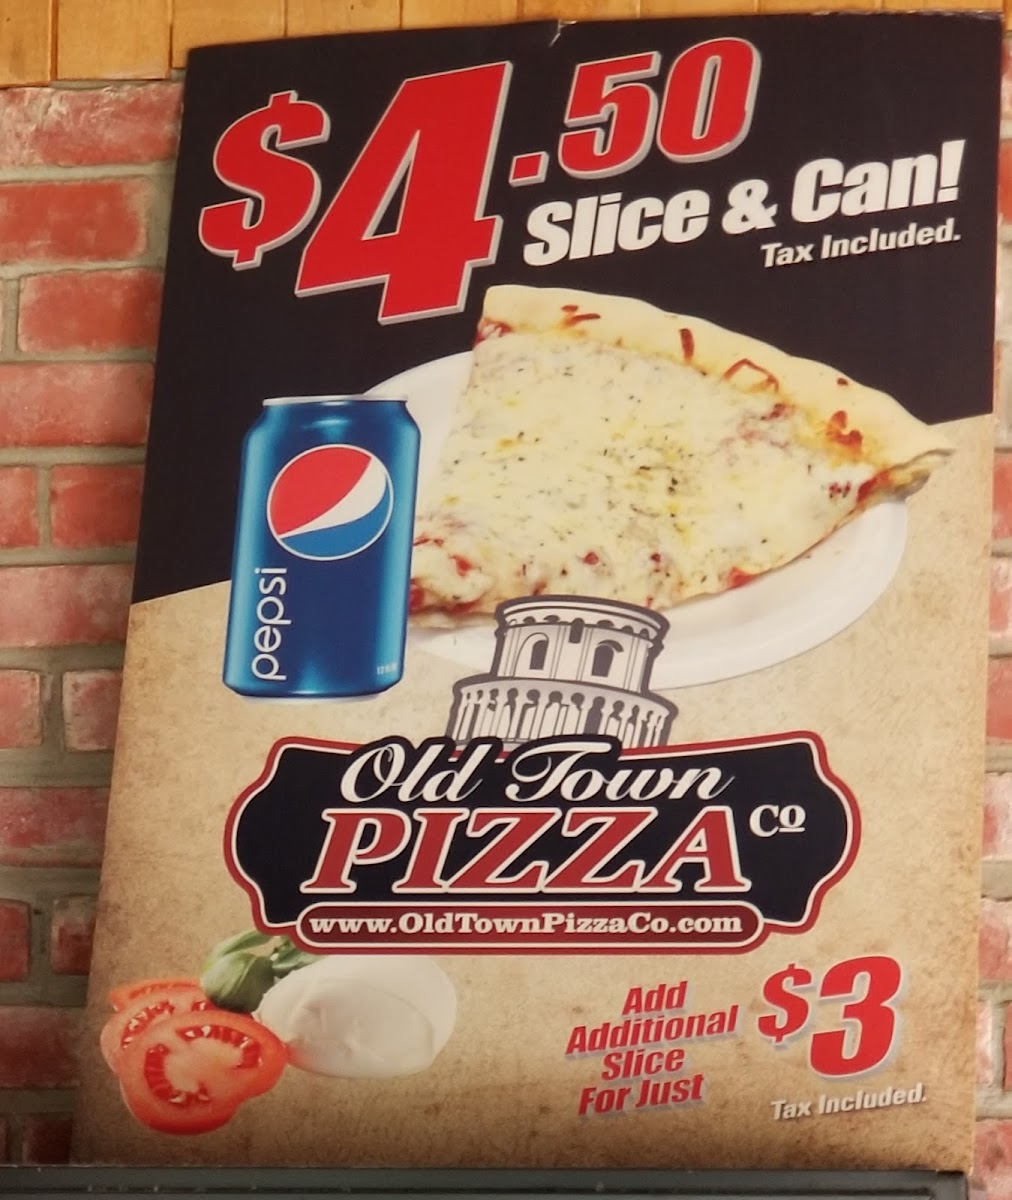 $4.50
Slice & Can!
Tax Included.
pepsi
Old Town
PIZZA Co
www.OldTownPizzaCo.com
Add
Additional
Slice
For Just
$3
Tax Included.